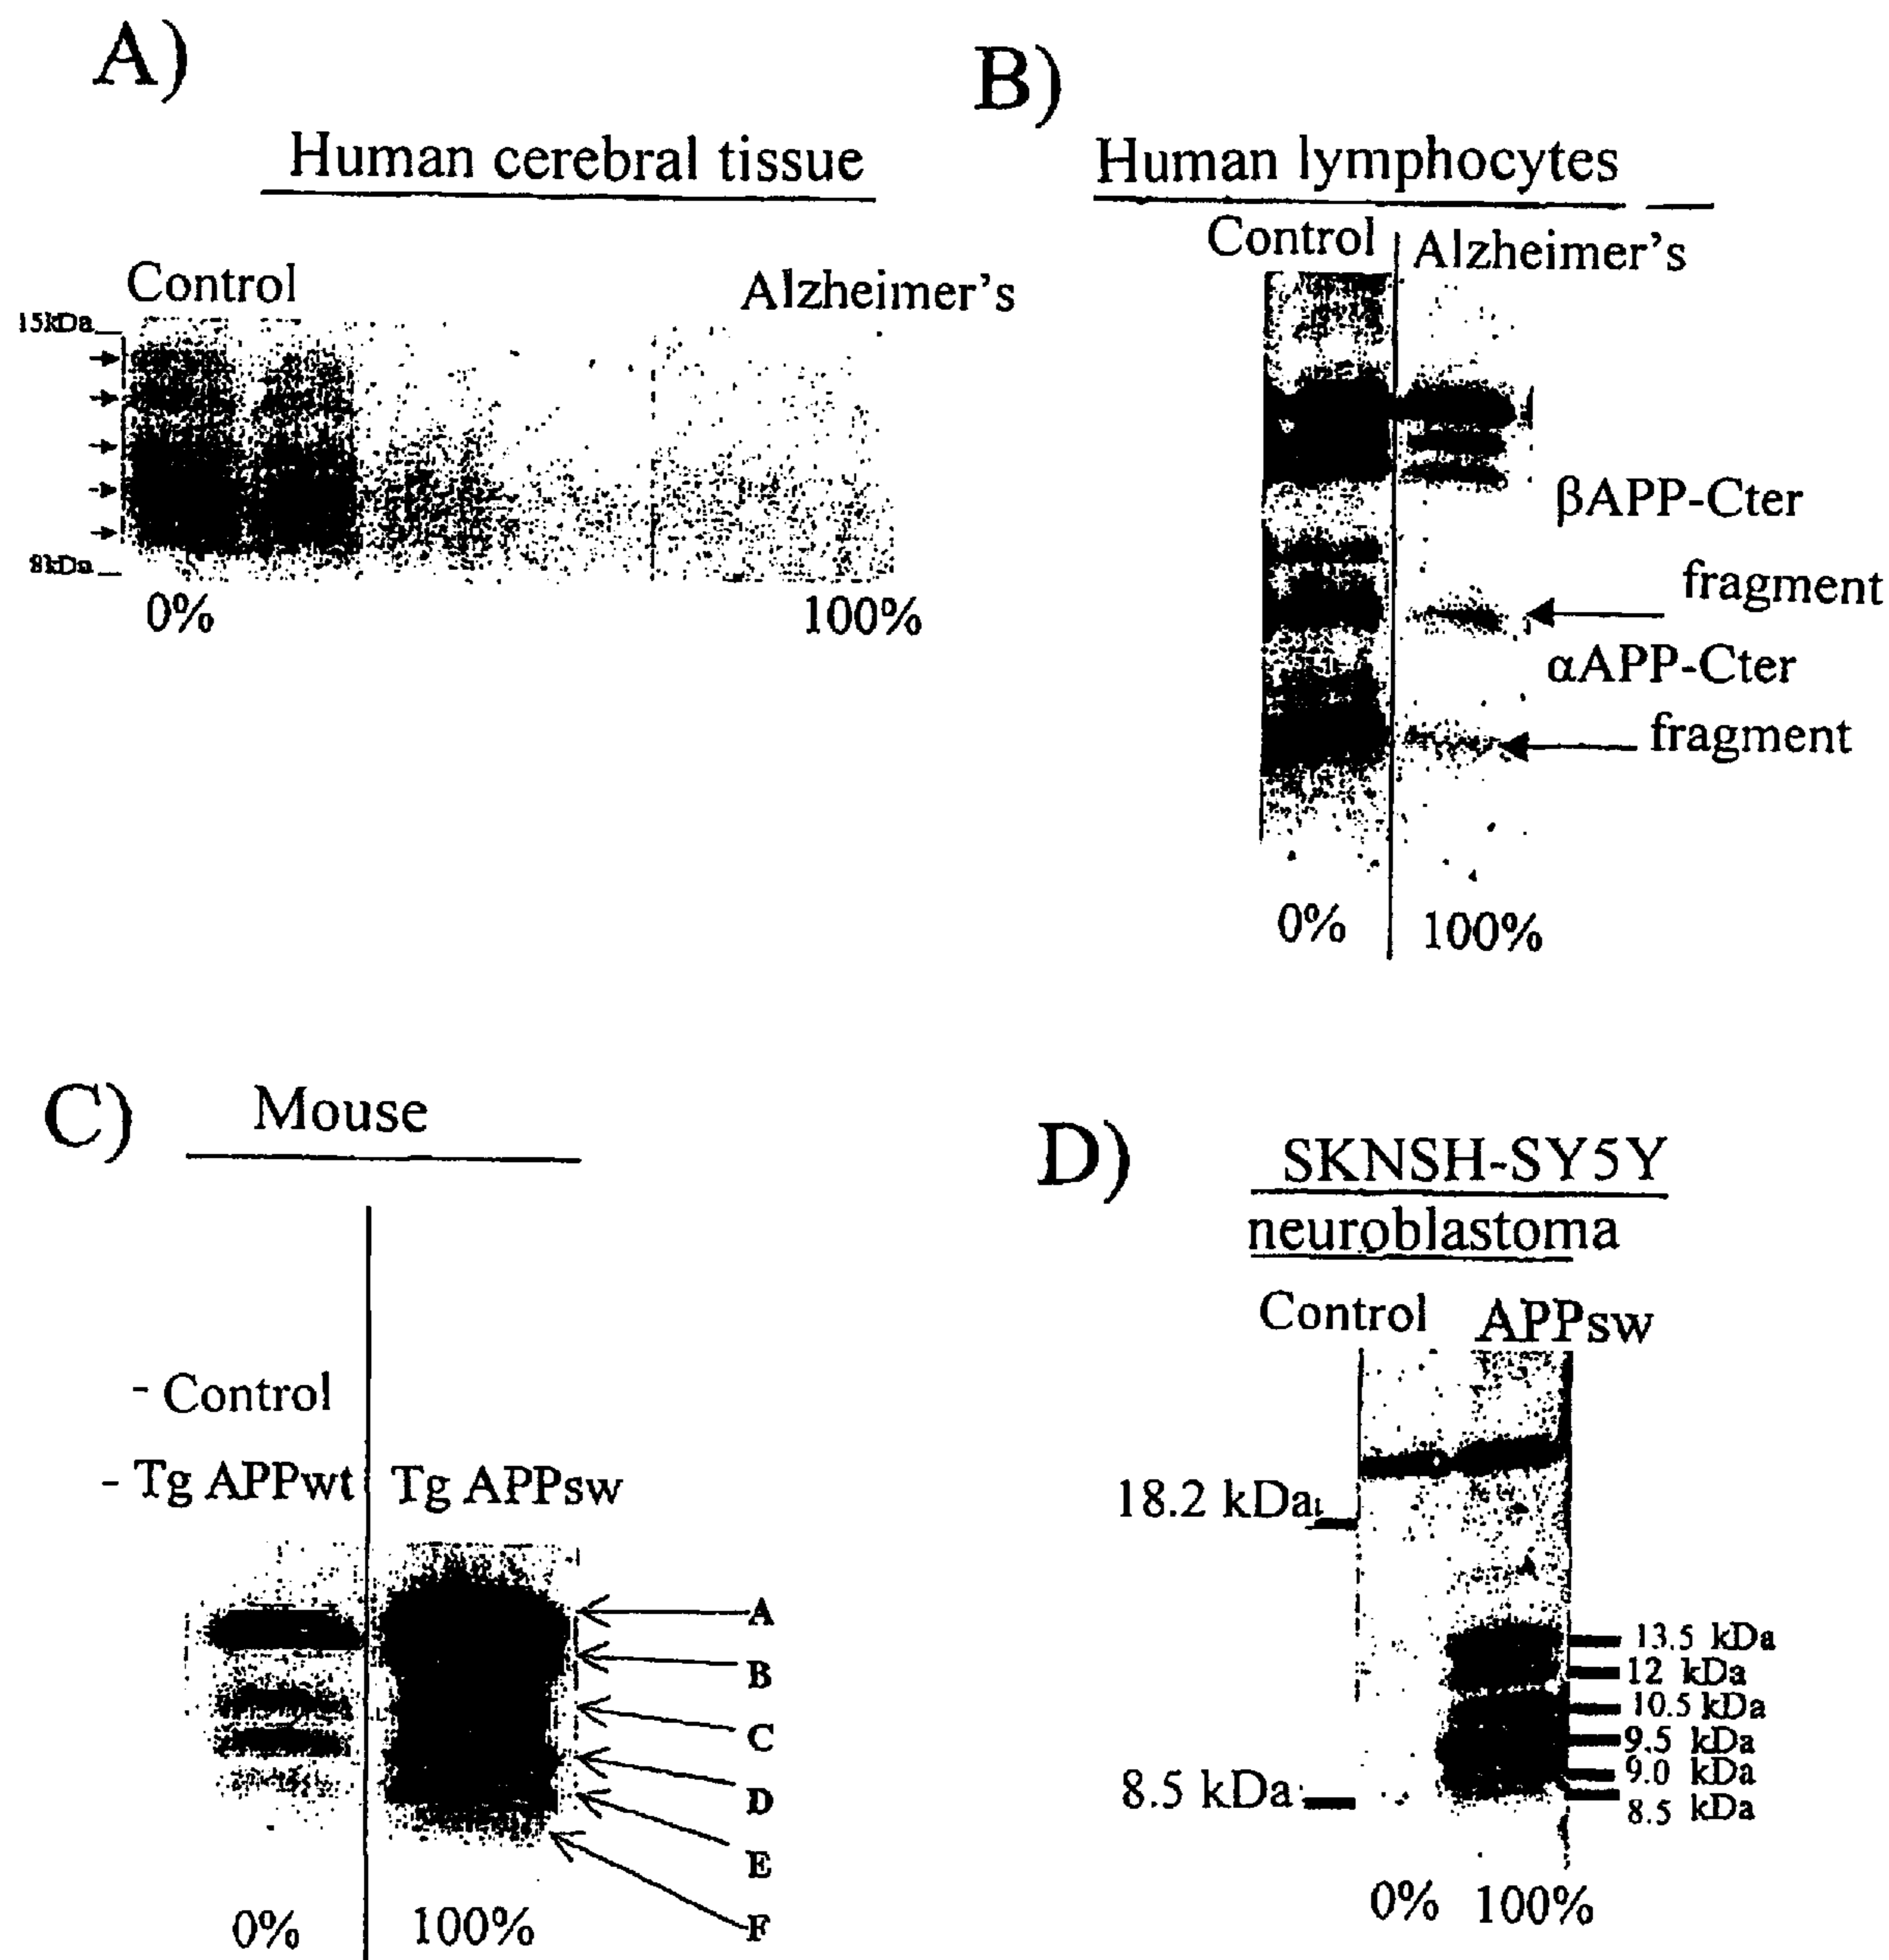 A)
Human cerebral tissue
Control
Alzheimer's
15kDa
8kDa
0%
100%
B)
Human lymphocytes
Control
Alzheimer's
βAPP-Cter
fragment
αAPP-Cter
fragment
0%
100%
C)
Mouse
- Control
- Tg APPwt
Tg APPsw
A
B
C
D
E
F
0%
100%
D)
SKNSH-SY5Y
neuroblastoma
Control
APPsw
18.2 kDa
13.5 kDa
12 kDa
10.5 kDa
9.5 kDa
9.0 kDa
8.5 kDa
8.5 kDa
0%
100%